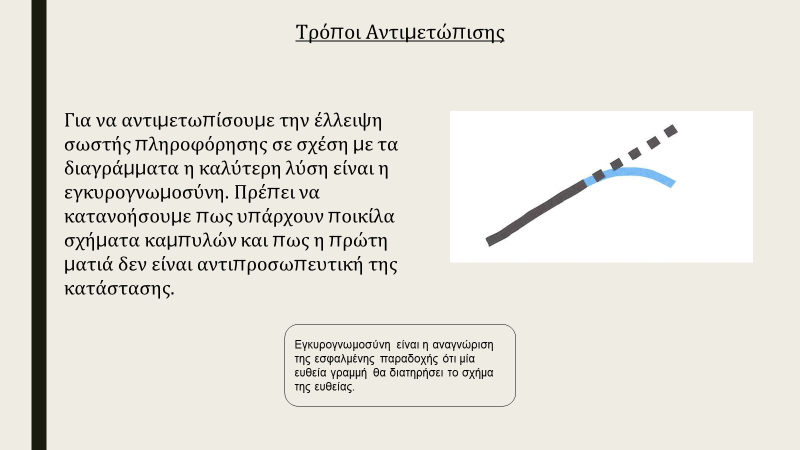 Τρόποι Αντιμετώπισης
Για να αντιμετωπίσουμε την έλλειψη
σωστής πληροφόρησης σε σχέση με τα
διαγράμματα η καλύτερη λύση είναι η
εγκυρογνωμοσύνη. Πρέπει να
κατανοήσουμε πως υπάρχουν ποικίλα
σχήματα καμπυλών και πως η πρώτη
ματιά δεν είναι αντιπροσωπευτική της
κατάστασης.
Εγκυρογνωμοσύνη είναι η αναγνώριση
της εσφαλμένης παραδοχής ότι μία
ευθεία γραμμή θα διατηρήσει το σχήμα
της ευθείας.